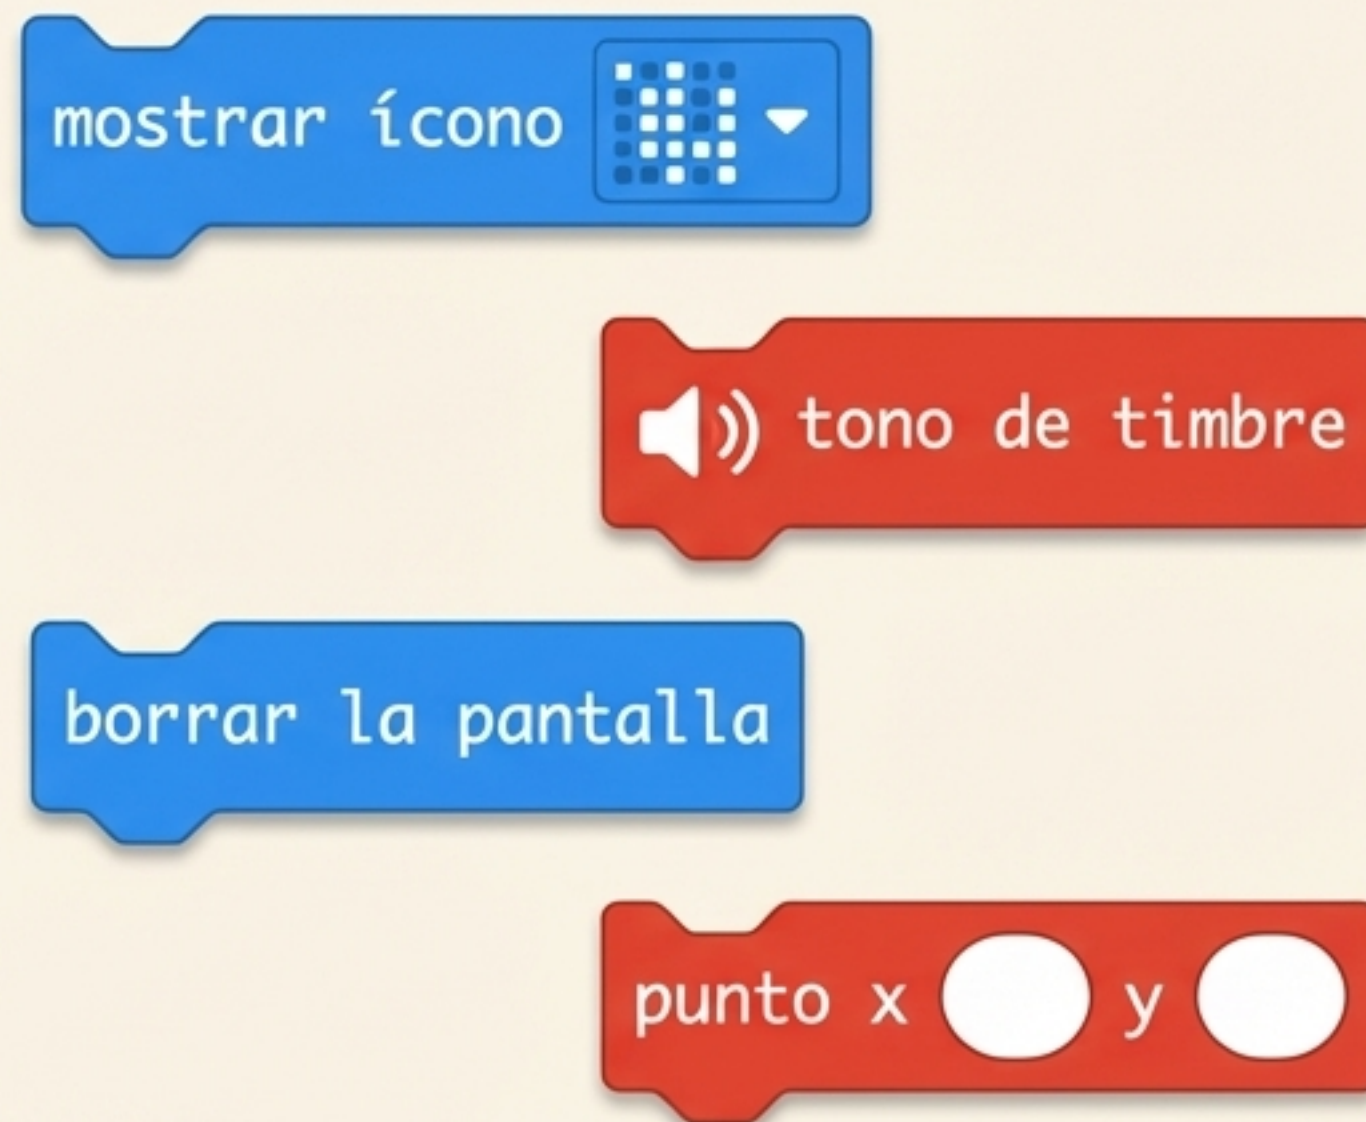 mostrar ícono
tono de timbre
borrar la pantalla
punto x y